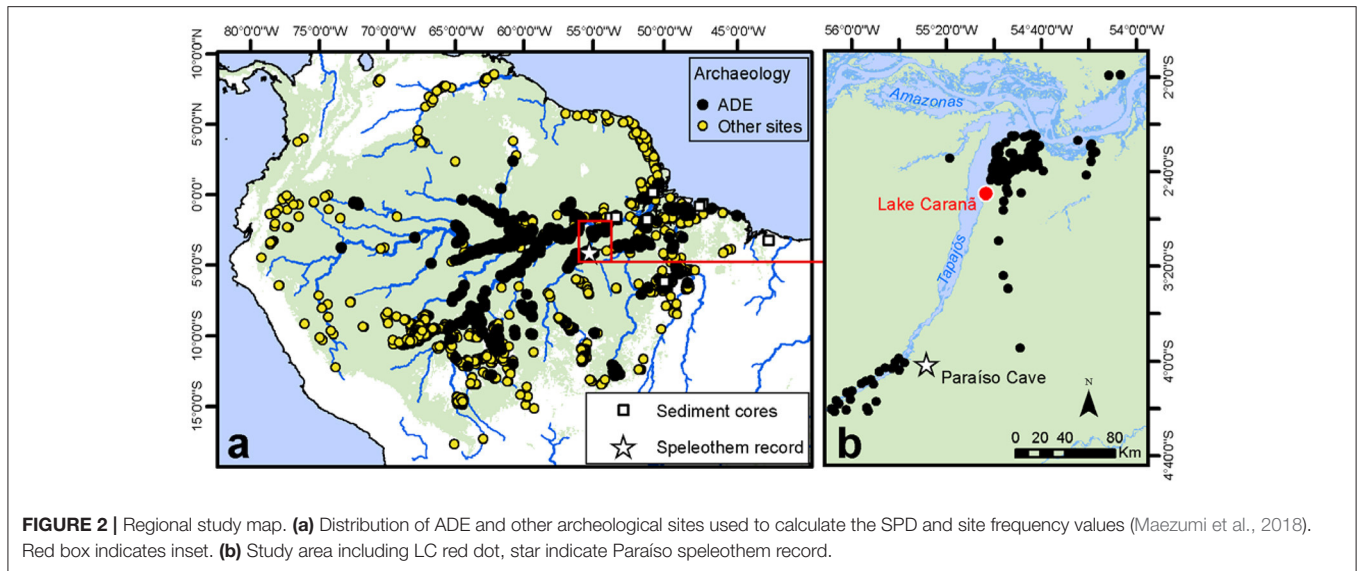 80°0'0"W 75°0'0"W 70°0'0"W 65°0'0"W 60°0'0"W 55°0'0"W 50°0'0"W 45°0'0"W
10°0'0"N
5°0'0"N
0°0'0"
5°0'0"S
10°0'0"S
15°0'0"S
Archaeology
ADE
Other sites
Sediment cores
Speleothem record
a
56°0'0"W 55°20'0"W 54°40'0"W 54°0'0"W
2°0'0"S
2°40'0"S
3°20'0"S
4°0'0"S
4°40'0"S
Amazonas
Lake Caranã
Tapajós
Paraíso Cave
N
0 20 40 80
Km
b
FIGURE 2 | Regional study map. (a) Distribution of ADE and other archeological sites used to calculate the SPD and site frequency values (Maezumi et al., 2018).
Red box indicates inset. (b) Study area including LC red dot, star indicate Paraíso speleothem record.